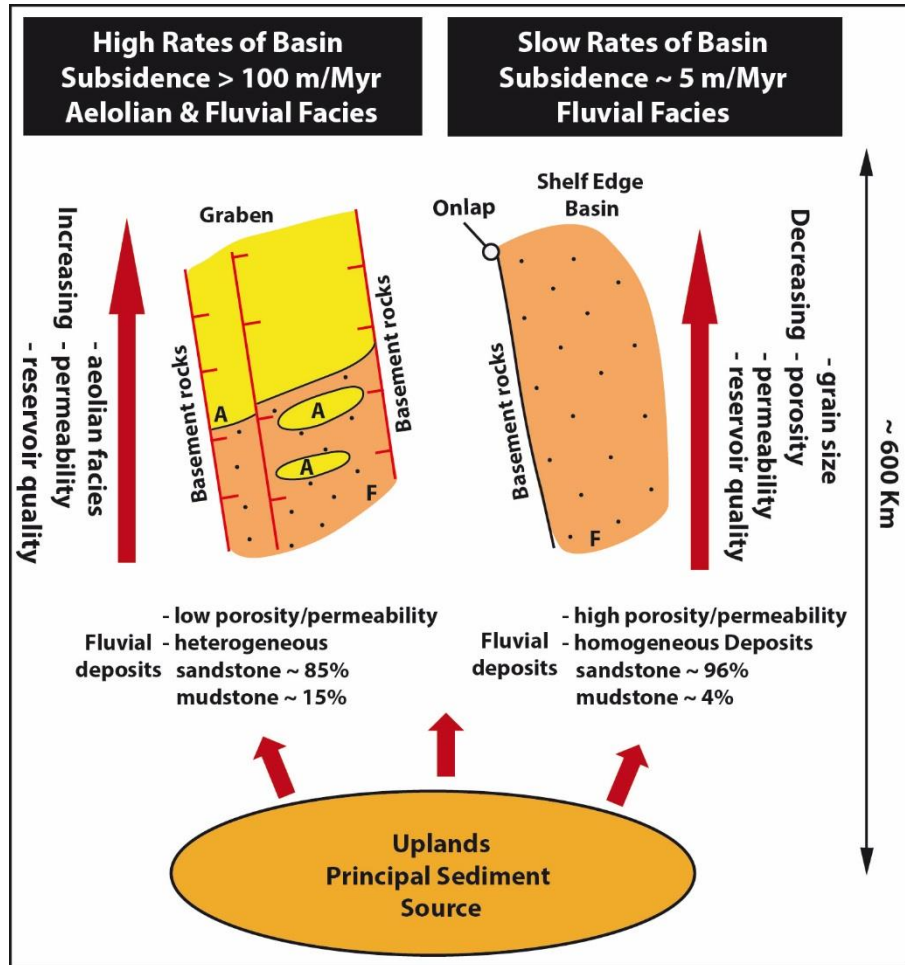 High Rates of Basin
Subsidence > 100 m/Myr
Aelolian & Fluvial Facies
Slow Rates of Basin
Subsidence ~ 5 m/Myr
Fluvial Facies
Increasing - aeolian facies
- permeability
- reservoir quality
Graben
Basement rocks
A
A
A
F
Basement rocks
Onlap
Shelf Edge
Basin
Basement rocks
F
Decreasing - grain size
- porosity
- permeability
- reservoir quality
~ 600 Km
- low porosity/permeability
Fluvial - heterogeneous
deposits sandstone ~ 85%
mudstone ~ 15%
- high porosity/permeability
Fluvial - homogeneous Deposits
deposits sandstone ~ 96%
mudstone ~ 4%
Uplands
Principal Sediment
Source